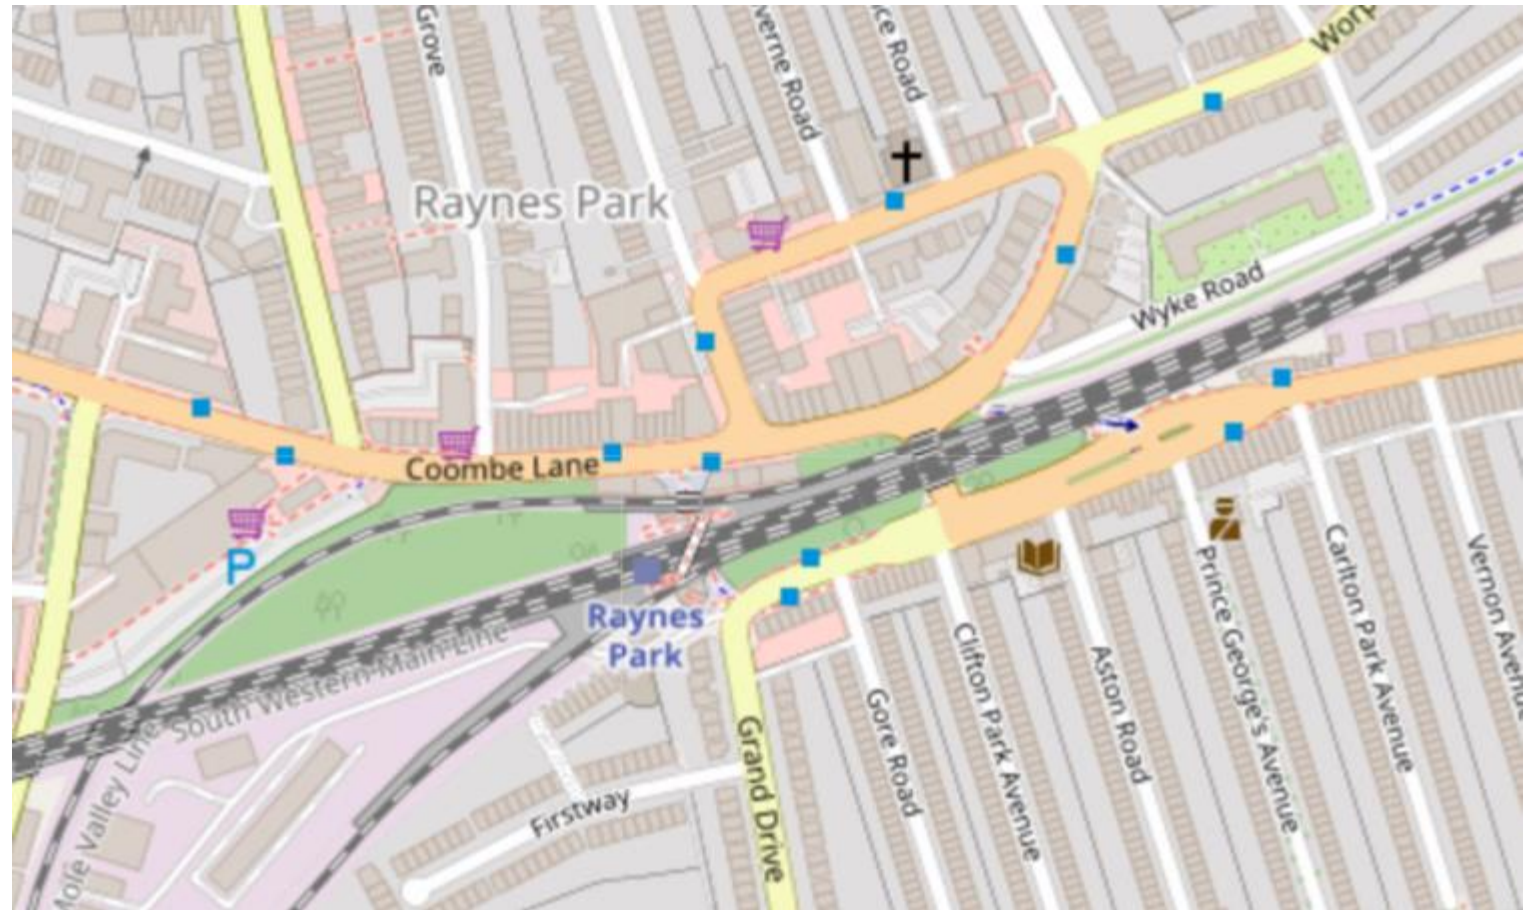 Grove
verne Road
ce Road
Worp
Raynes Park
Wyke Road
Coombe Lane
P
Raynes
Park
South Western Main Line
Mole Valley Line
Firstway
Grand Drive
Gore Road
Clifton Park Avenue
Aston Road
Prince George's Avenue
Carlton Park Avenue
Vernon Avenue